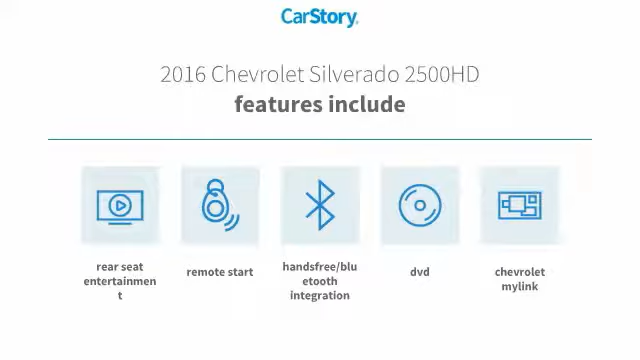 CarStory
2016 Chevrolet Silverado 2500HD
features include
rear seat
entertainmen
t
remote start
handsfree/blu
etooth
integration
dvd
chevrolet
mylink